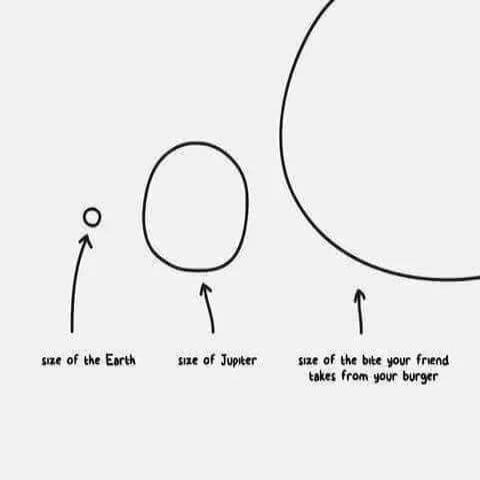 size of the Earth
size of Jupiter
size of the bite your friend
takes from your burger